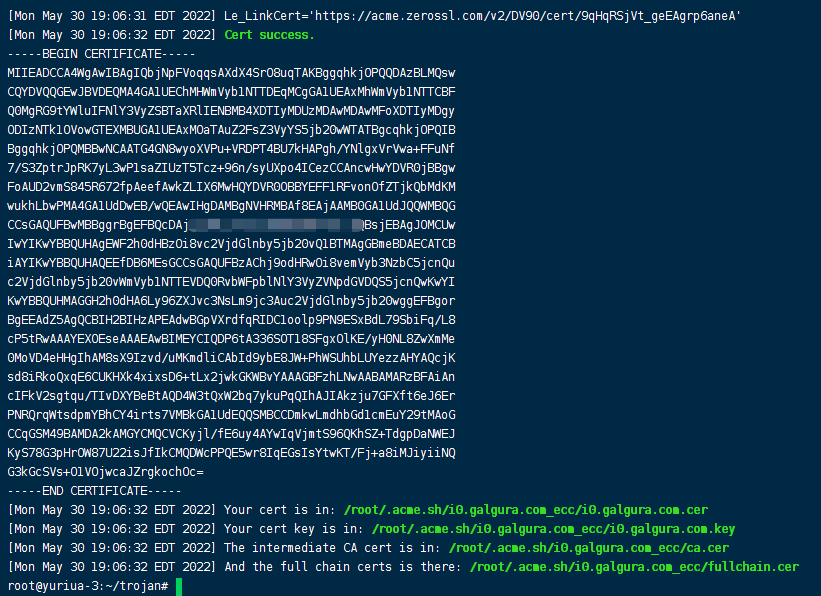 [Mon May 30 19:06:31 EDT 2022] Le_LinkCert='https://acme.zerossl.com/v2/DV90/cert/9qHqRSjVt_geEAgrp6aneA'
[Mon May 30 19:06:32 EDT 2022] Cert success.
-----BEGIN CERTIFICATE-----
MIIEADCCA4WgAwIBAgIQbjNpFVoqqsAXdX4SrO8uqTAKBggqhkjOPQQDAzBLMQsw
CQYDVQQGEwJBVDEQMA4GA1UEChMHWmVyb1NTTDEqMCgGA1UEAxMhWmVyb1NTTCBF
Q0MgRG9tYWluIFNlY3VyZSBTaXRlIENBMB4XDTIyMDUzMDAwMDAwMFoXDTIyMDgy
ODIzNTk1OVowGTEXMBUGA1UEAxMOaTAuZ2FsZ3VyYS5jb20wWTATBgcqhkjOPQIB
BggqhkjOPQMBBwNCAATG4GN8wyoXVPu+VRDPT4BU7kHAPgh/YNlgxVrVwa+FFuNf
7/S3ZptrJpRK7yL3wP1saZIUzT5Tcz+96n/syUXpo4ICezCCAncwHwYDVR0jBBgw
FoAUD2vmS845R672fpAeefAwkZLIX6MwHQYDVR0OBBYEFF1RFvonOfZTjkQbMdKM
wukhLbwPMA4GA1UdDwEB/wQEAwIHgDAMBgNVHRMBAf8EAjAAMB0GA1UdJQQWMBQG
CCsGAQUFBwMBBggrBgEFBQcDAj QBsjEBAgJOMCUw
IwYIKwYBBQUHAgEWF2h0dHBzOi8vc2VjdGlnby5jb20vQ1BTMAgGBmeBDAECATCB
iAYIKwYBBQUHAQEEfDB6MEsGCCsGAQUFBzAChj9odHRwOi8vemVyb3NzbC5jcnQu
c2VjdGlnby5jb20vWmVyb1NTTEVDQ0RvbWFpblNlY3VyZVNpdGVDQS5jcnQwKwYI
KwYBBQUHMAGGH2h0dHA6Ly96ZXJvc3NsLm9jc3Auc2VjdGlnby5jb20wggEFBgor
BgEEAdZ5AgQCBIH2BIHzAPEAdwBGpVXrdfqRIDC1oolp9PN9ESxBdL79SbiFq/L8
cP5tRwAAAYEXOEseAAAEAwBIMEYCIQDP6tA336SOT18SFgxOlKE/yH0NL8ZwXmMe
0MoVD4eHHgIhAM8sX9Izvd/uMKmdliCAbId9ybE8JW+PhWSUhbLUYezzAHYAQcjK
sd8iRkoQxqE6CUKHXk4xixsD6+tLx2jwkGKWBvYAAAGBFzhLNwAABAMARzBFAiAn
cIFkV2sgtqu/TIvDXYBeBtAQD4W3tQxW2bq7ykuPqQIhAJIAkzju7GFXft6eJ6Er
PNRQrqWtsdpmYBhCY4irts7VMBkGA1UdEQQSMBCCDmkwLmdhbGd1cmEuY29tMAoG
CCqGSM49BAMDA2kAMGYCMQCVCKyjl/fE6uy4AYwIqVjmtS96QKhSZ+TdgpDaNWEJ
KyS78G3pHrOW87U22isJfIkCMQDWcPPQE5wr8IqEGsIsYtwKT/Fj+a8iMJiyiiNQ
G3kGcSVs+O1VOjwcaJZrgkochOc=
-----END CERTIFICATE-----
[Mon May 30 19:06:32 EDT 2022] Your cert is in: /root/.acme.sh/i0.galgura.com_ecc/i0.galgura.com.cer
[Mon May 30 19:06:32 EDT 2022] Your cert key is in: /root/.acme.sh/i0.galgura.com_ecc/i0.galgura.com.key
[Mon May 30 19:06:32 EDT 2022] The intermediate CA cert is in: /root/.acme.sh/i0.galgura.com_ecc/ca.cer
[Mon May 30 19:06:32 EDT 2022] And the full chain certs is there: /root/.acme.sh/i0.galgura.com_ecc/fullchain.cer
root@yuriua-3:~/trojan#